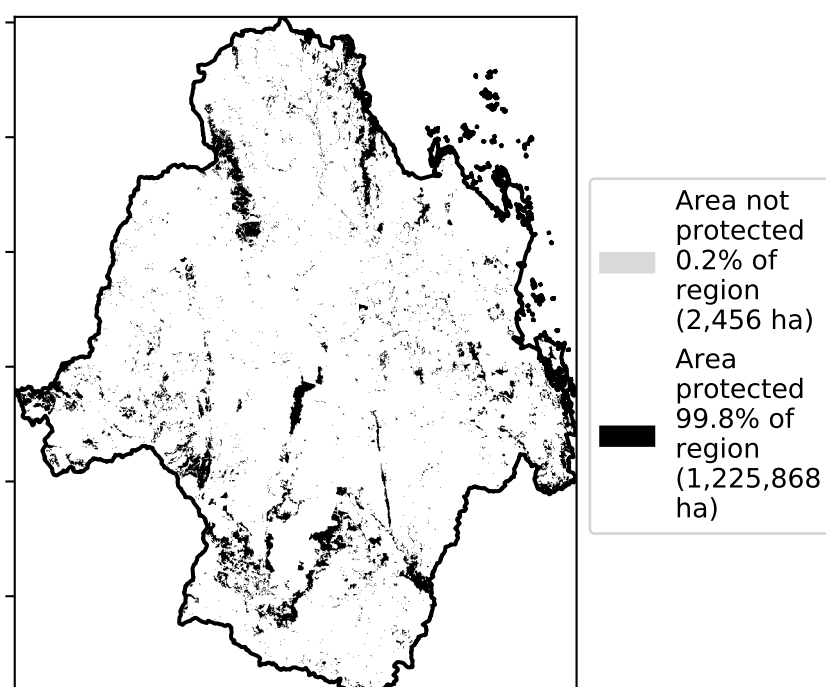 Area not
protected
0.2% of
region
(2,456 ha)
Area
protected
99.8% of
region
(1,225,868
ha)